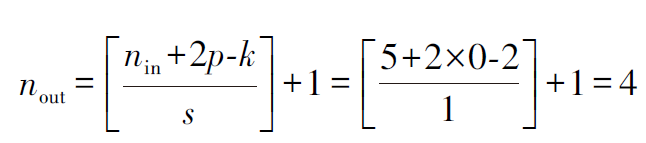 n_out = [(n_in+2p-k)/s]+1 = [(5+2×0-2)/1]+1=4